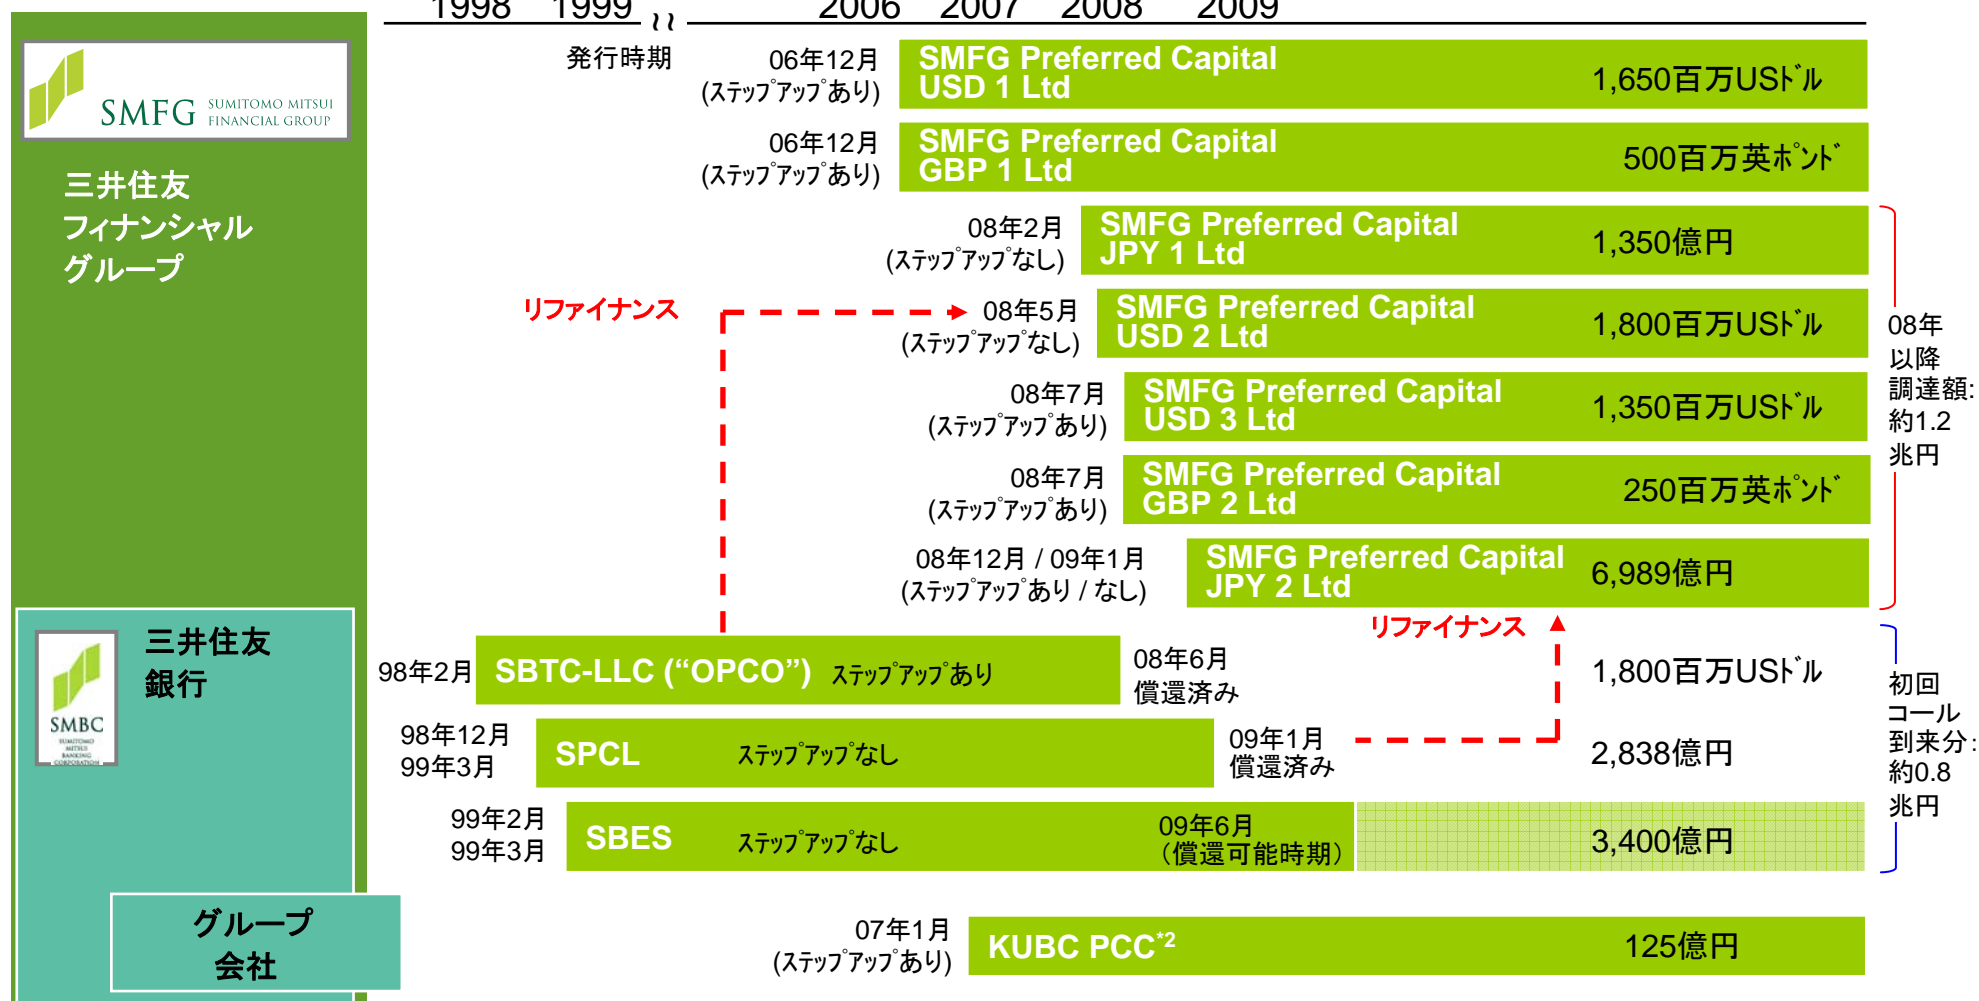 1998 1999 2006 2007 2008 2009
SMFG SUMITOMO MITSUI
FINANCIAL GROUP
三井住友
フィナンシャル
グループ
発行時期
06年12月
(ｽﾃｯﾌﾟｱｯﾌﾟあり)
SMFG Preferred Capital
USD 1 Ltd
1,650百万USﾄﾞﾙ
06年12月
(ｽﾃｯﾌﾟｱｯﾌﾟあり)
SMFG Preferred Capital
GBP 1 Ltd
500百万英ﾎﾟﾝﾄﾞ
08年2月
(ｽﾃｯﾌﾟｱｯﾌﾟなし)
SMFG Preferred Capital
JPY 1 Ltd
1,350億円
リファイナンス
08年5月
(ｽﾃｯﾌﾟｱｯﾌﾟなし)
SMFG Preferred Capital
USD 2 Ltd
1,800百万USﾄﾞﾙ
08年7月
(ｽﾃｯﾌﾟｱｯﾌﾟあり)
SMFG Preferred Capital
USD 3 Ltd
1,350百万USﾄﾞﾙ
08年7月
(ｽﾃｯﾌﾟｱｯﾌﾟあり)
SMFG Preferred Capital
GBP 2 Ltd
250百万英ﾎﾟﾝﾄﾞ
08年12月 / 09年1月
(ｽﾃｯﾌﾟｱｯﾌﾟあり / なし)
SMFG Preferred Capital
JPY 2 Ltd
6,989億円
08年
以降
調達額:
約1.2
兆円
SMBC
SUMITOMO
MITSUI
BANKING
CORPORATION
三井住友
銀行
リファイナンス
98年2月
SBTC-LLC (“OPCO”) ｽﾃｯﾌﾟｱｯﾌﾟあり
08年6月
償還済み
1,800百万USﾄﾞﾙ
98年12月
99年3月
SPCL ｽﾃｯﾌﾟｱｯﾌﾟなし
09年1月
償還済み
2,838億円
99年2月
99年3月
SBES ｽﾃｯﾌﾟｱｯﾌﾟなし
09年6月
（償還可能時期）
3,400億円
初回
コール
到来分:
約0.8
兆円
グループ
会社
07年1月
(ｽﾃｯﾌﾟｱｯﾌﾟあり)
KUBC PCC*2
125億円